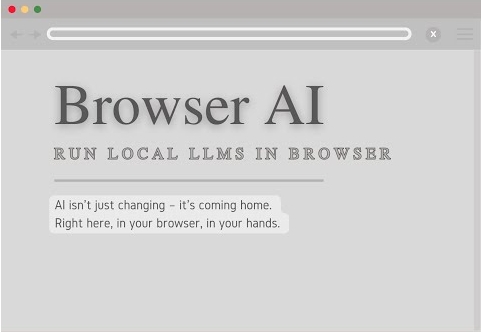 x
Browser AI
RUN LOCAL LLMS IN BROWSER
AI isn't just changing – it's coming home.
Right here, in your browser, in your hands.